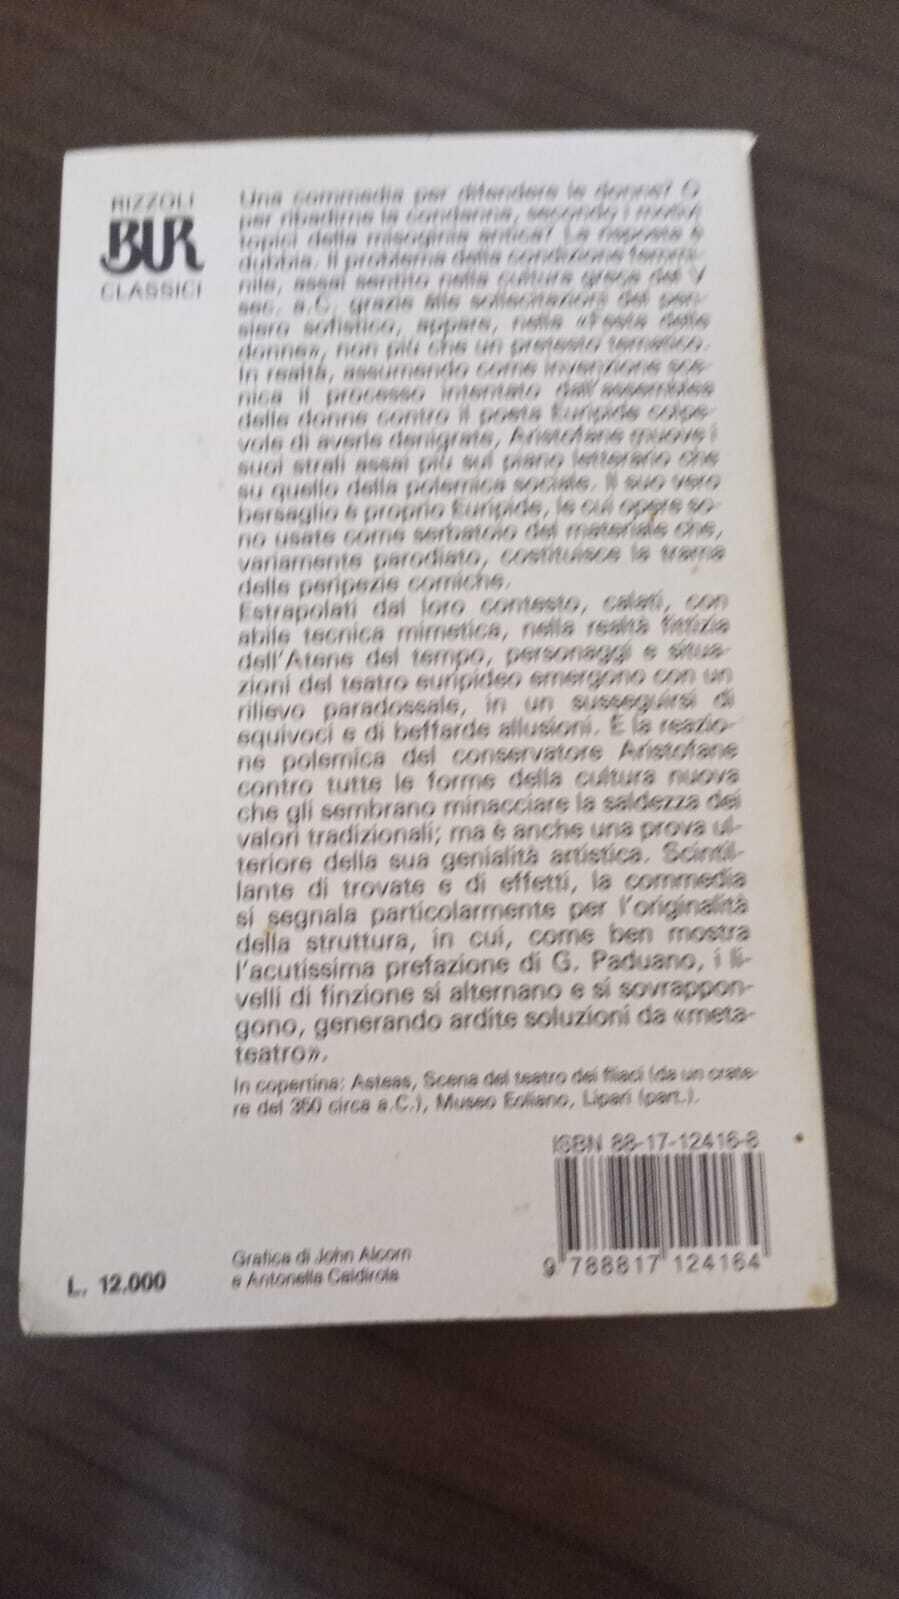 RIZZOLI
BUR
CLASSICI
Una commedia per difendere le donne? O
per ribadirne la condanna, secondo i motivi
topici della misoginia antica? La risposta è
dubbia. Il problema della condizione femmi-
nile, assai sentito nella cultura greca del V
sec. a.C. grazie alle sollecitazioni del pen-
siero sofistico, appare, nella «Festa delle
donne», non più che un pretesto tematico.
In realtà, assumendo come invenzione sce-
nica il processo intentato dall'assemblea
delle donne contro il poeta Euripide colpe-
vole di averle denigrate, Aristofane muove i
suoi strali assai più sul piano letterario che
su quello della polemica sociale. Il suo vero
bersaglio è proprio Euripide, le cui opere so-
no usate come serbatoio del materiale che,
variamente parodiato, costituisce la trama
delle peripezie comiche.
Estrapolati dal loro contesto, calati, con
abile tecnica mimetica, nella realtà fittizia
dell'Atene del tempo, personaggi e situa-
zioni del teatro euripideo emergono con un
rilievo paradossale, in un susseguirsi di
equivoci e di beffarde allusioni. È la reazio-
ne polemica del conservatore Aristofane
contro tutte le forme della cultura nuova
che gli sembrano minacciare la saldezza dei
valori tradizionali; ma è anche una prova ul-
teriore della sua genialità artistica. Scintil-
lante di trovate e di effetti, la commedia
si segnala particolarmente per l'originalità
della struttura, in cui, come ben mostra
l'acutissima prefazione di G. Paduano, i li-
velli di finzione si alternano e si sovrappon-
gono, generando ardite soluzioni da «meta-
teatro».
In copertina: Asteas, Scena del teatro dei fliaci (da un crate-
re del 350 circa a.C.), Museo Eoliano, Lipari (part.).
ISBN 88-17-12416-8
9 788817 124164
Grafica di John Alcorn
e Antonella Caldirola
L. 12.000